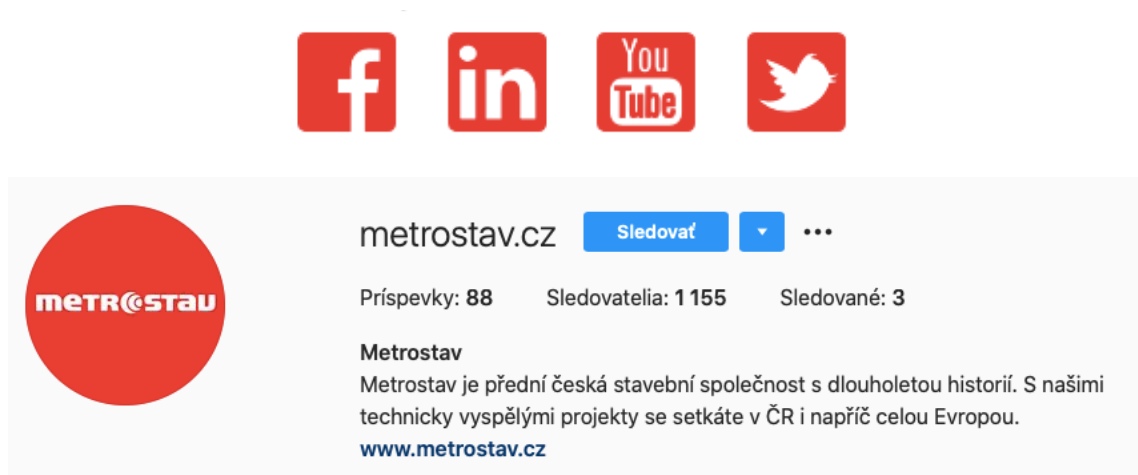 f in You Tube
metrostav.cz Sledovať
METROSTAV
Príspevky: 88 Sledovatelia: 1 155 Sledované: 3
Metrostav
Metrostav je přední česká stavební společnost s dlouholetou historií. S našimi
technicky vyspělými projekty se setkáte v ČR i napříč celou Evropou.
www.metrostav.cz